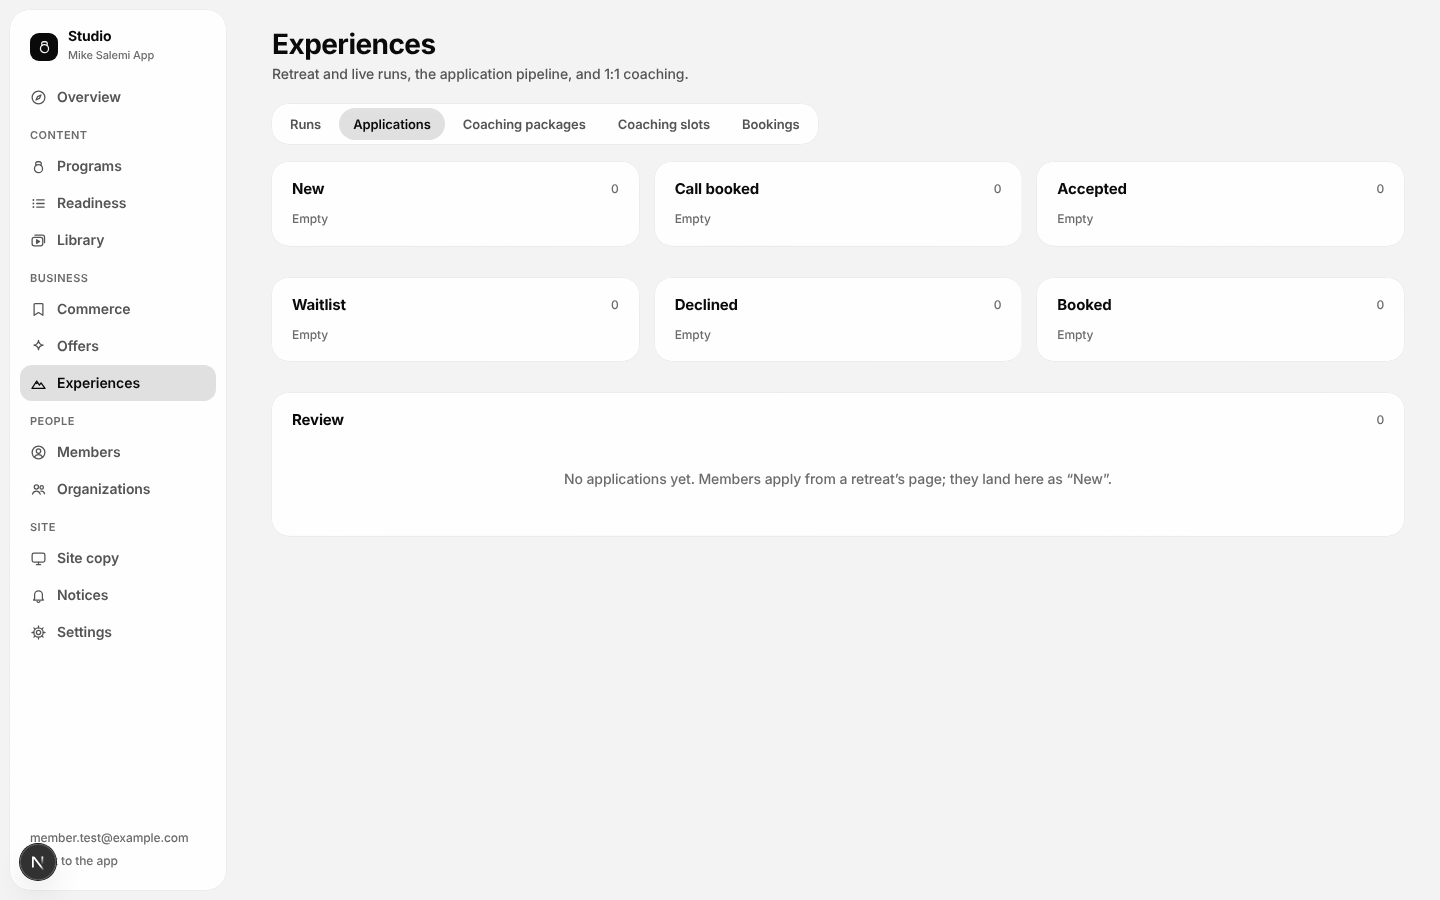 Studio
Mike Salemi App
Overview
CONTENT
Programs
Readiness
Library
BUSINESS
Commerce
Offers
Experiences
PEOPLE
Members
Organizations
SITE
Site copy
Notices
Settings
member.test@example.com
to the app
N
Experiences
Retreat and live runs, the application pipeline, and 1:1 coaching.
Runs
Applications
Coaching packages
Coaching slots
Bookings
New 0
Empty
Call booked 0
Empty
Accepted 0
Empty
Waitlist 0
Empty
Declined 0
Empty
Booked 0
Empty
Review 0
No applications yet. Members apply from a retreat’s page; they land here as “New”.